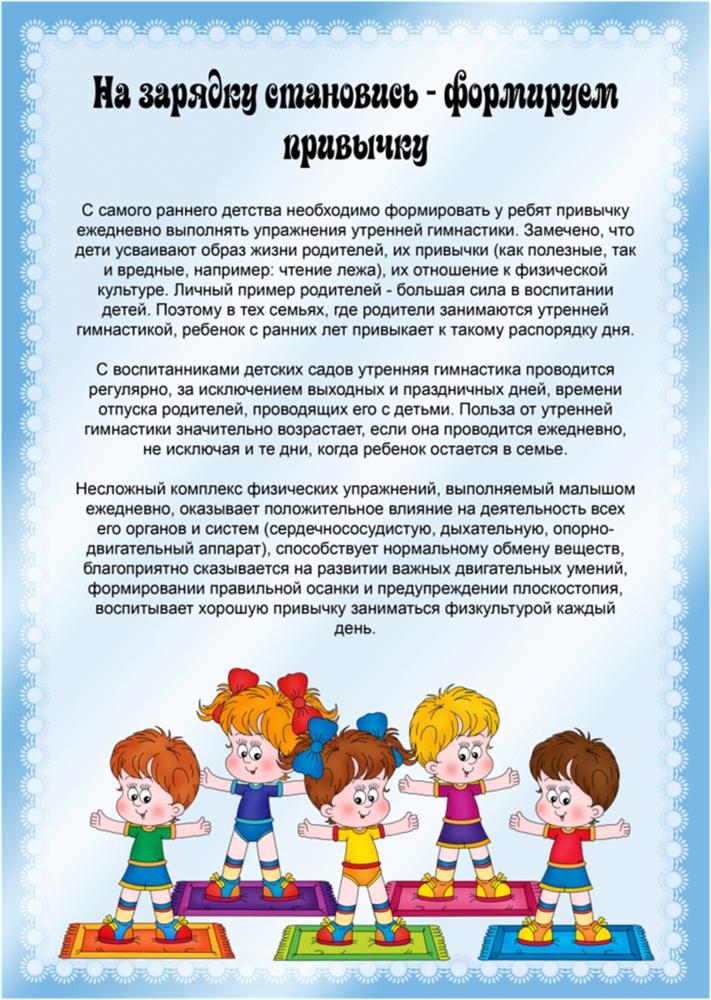 На зарядку становись - формируем
привычку
С самого раннего детства необходимо формировать у ребят привычку
ежедневно выполнять упражнения утренней гимнастики. Замечено, что
дети усваивают образ жизни родителей, их привычки (как полезные, так
и вредные, например: чтение лежа), их отношение к физической
культуре. Личный пример родителей - большая сила в воспитании
детей. Поэтому в тех семьях, где родители занимаются утренней
гимнастикой, ребенок с ранних лет привыкает к такому распорядку дня.
С воспитанниками детских садов утренняя гимнастика проводится
регулярно, за исключением выходных и праздничных дней, времени
отпуска родителей, проводящих его с детьми. Польза от утренней
гимнастики значительно возрастает, если она проводится ежедневно,
не исключая и те дни, когда ребенок остается в семье.
Несложный комплекс физических упражнений, выполняемый малышом
ежедневно, оказывает положительное влияние на деятельность всех
его органов и систем (сердечнососудистую, дыхательную, опорно-
двигательный аппарат), способствует нормальному обмену веществ,
благоприятно сказывается на развитии важных двигательных умений,
формировании правильной осанки и предупреждении плоскостопия,
воспитывает хорошую привычку заниматься физкультурой каждый
день.